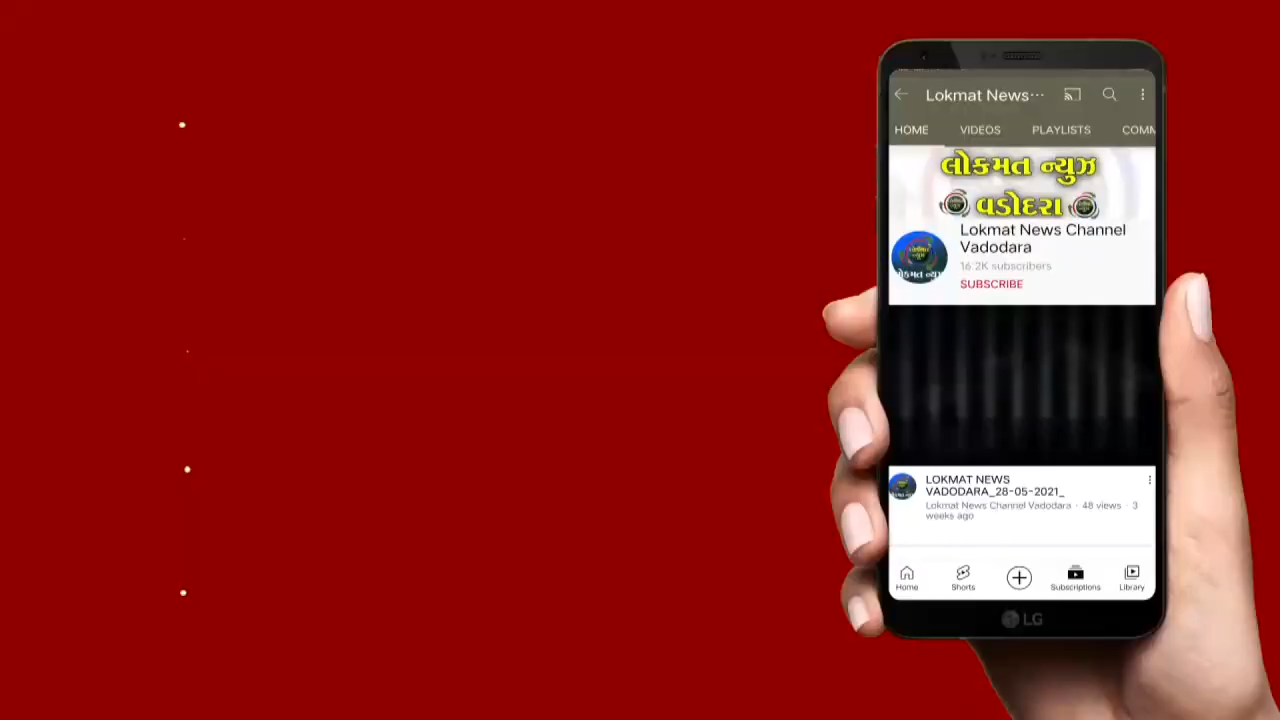 Lokmat News...
HOME VIDEOS PLAYLISTS COMM
લોકમત ન્યુઝ
વડોદરા
Lokmat News Channel
Vadodara
16.2K subscribers
SUBSCRIBE
LOKMAT NEWS
VADODARA_28-05-2021_
Lokmat News Channel Vadodara · 48 views · 3
weeks ago
Home Shorts Subscriptions Library
LG